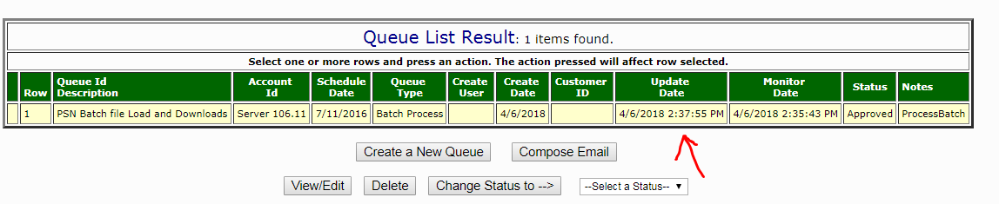 Queue List Result: 1 items found.
Select one or more rows and press an action. The action pressed will affect row selected.
Row Queue Id Description Account Id Schedule Date Queue Type Create User Create Date Customer ID Update Date Monitor Date Status Notes
1 PSN Batch file Load and Downloads Server 106.11 7/11/2016 Batch Process 4/6/2018 4/6/2018 2:37:55 PM 4/6/2018 2:35:43 PM Approved ProcessBatch
Create a New Queue Compose Email
View/Edit Delete Change Status to --> --Select a Status--